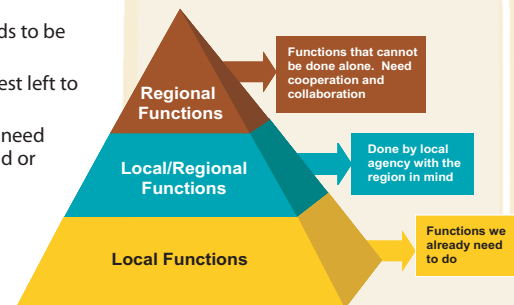 ds to be
est left to
need
d or
Regional
Functions
Functions that cannot
be done alone. Need
cooperation and
collaboration
Local/Regional
Functions
Done by local
agency with the
region in mind
Local Functions
Functions we
already need
to do